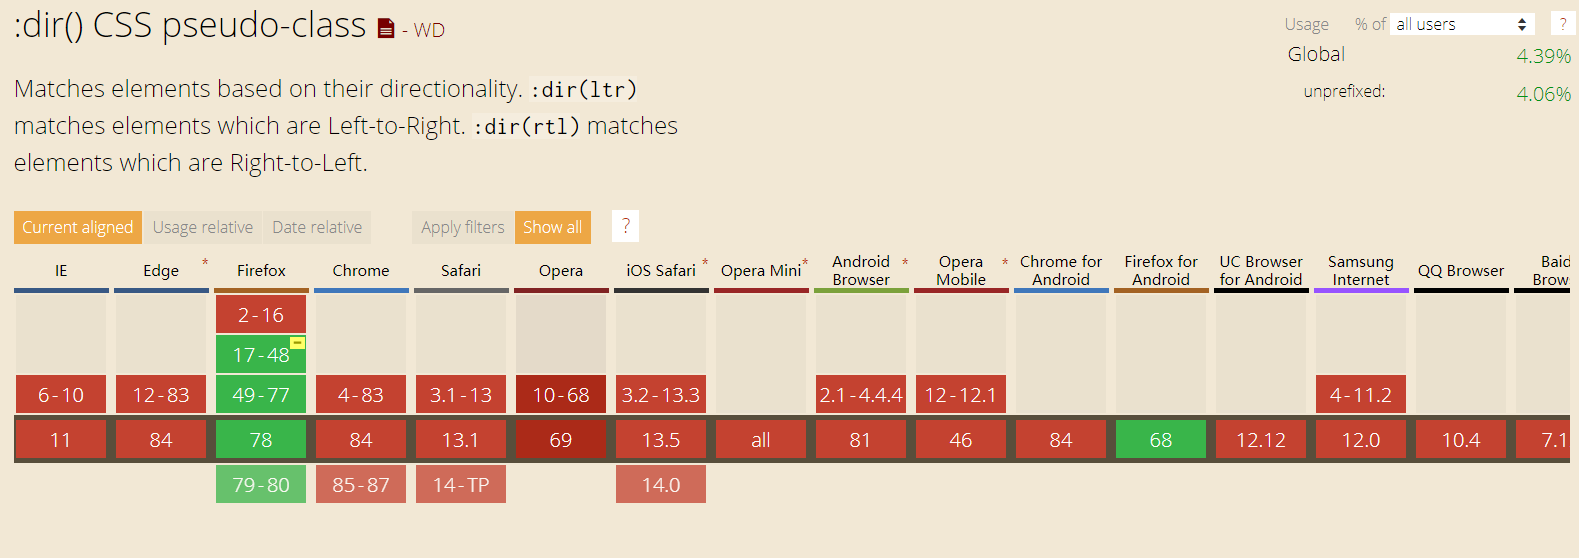 :dir() CSS pseudo-class - WD
Usage % of all users ?
Global 4.39%
unprefixed: 4.06%
Matches elements based on their directionality. :dir(ltr)
matches elements which are Left-to-Right. :dir(rtl) matches
elements which are Right-to-Left.
Current aligned Usage relative Date relative Apply filters Show all ?
IE Edge * Firefox Chrome Safari Opera iOS Safari * Opera Mini * Android Browser * Opera Mobile * Chrome for Android Firefox for Android UC Browser for Android Samsung Internet QQ Browser Baid Brow
2-16
17-48
6-10 12-83 49-77 4-83 3.1-13 10-68 3.2-13.3 2.1-4.4.4 12-12.1 4-11.2
11 84 78 84 13.1 69 13.5 all 81 46 84 68 12.12 12.0 10.4 7.1
79-80 85-87 14-TP 14.0